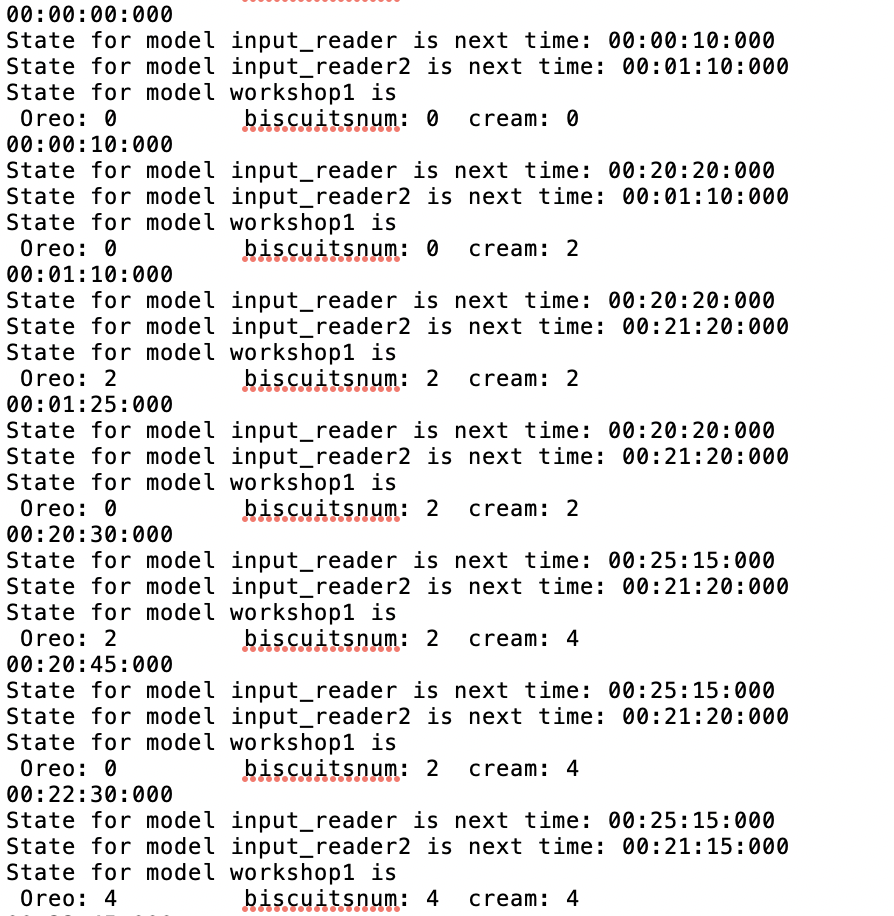 00:00:00:000
State for model input_reader is next time: 00:00:10:000
State for model input_reader2 is next time: 00:01:10:000
State for model workshop1 is
Oreo: 0 biscuitsnum: 0 cream: 0
00:00:10:000
State for model input_reader is next time: 00:20:20:000
State for model input_reader2 is next time: 00:01:10:000
State for model workshop1 is
Oreo: 0 biscuitsnum: 0 cream: 2
00:01:10:000
State for model input_reader is next time: 00:20:20:000
State for model input_reader2 is next time: 00:21:20:000
State for model workshop1 is
Oreo: 2 biscuitsnum: 2 cream: 2
00:01:25:000
State for model input_reader is next time: 00:20:20:000
State for model input_reader2 is next time: 00:21:20:000
State for model workshop1 is
Oreo: 0 biscuitsnum: 2 cream: 2
00:20:30:000
State for model input_reader is next time: 00:25:15:000
State for model input_reader2 is next time: 00:21:20:000
State for model workshop1 is
Oreo: 2 biscuitsnum: 2 cream: 4
00:20:45:000
State for model input_reader is next time: 00:25:15:000
State for model input_reader2 is next time: 00:21:20:000
State for model workshop1 is
Oreo: 0 biscuitsnum: 2 cream: 4
00:22:30:000
State for model input_reader is next time: 00:25:15:000
State for model input_reader2 is next time: 00:21:15:000
State for model workshop1 is
Oreo: 4 biscuitsnum: 4 cream: 4